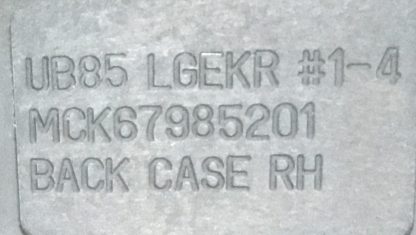 UB85 LGEKR #1-4
MCK67985201
BACK CASE RH